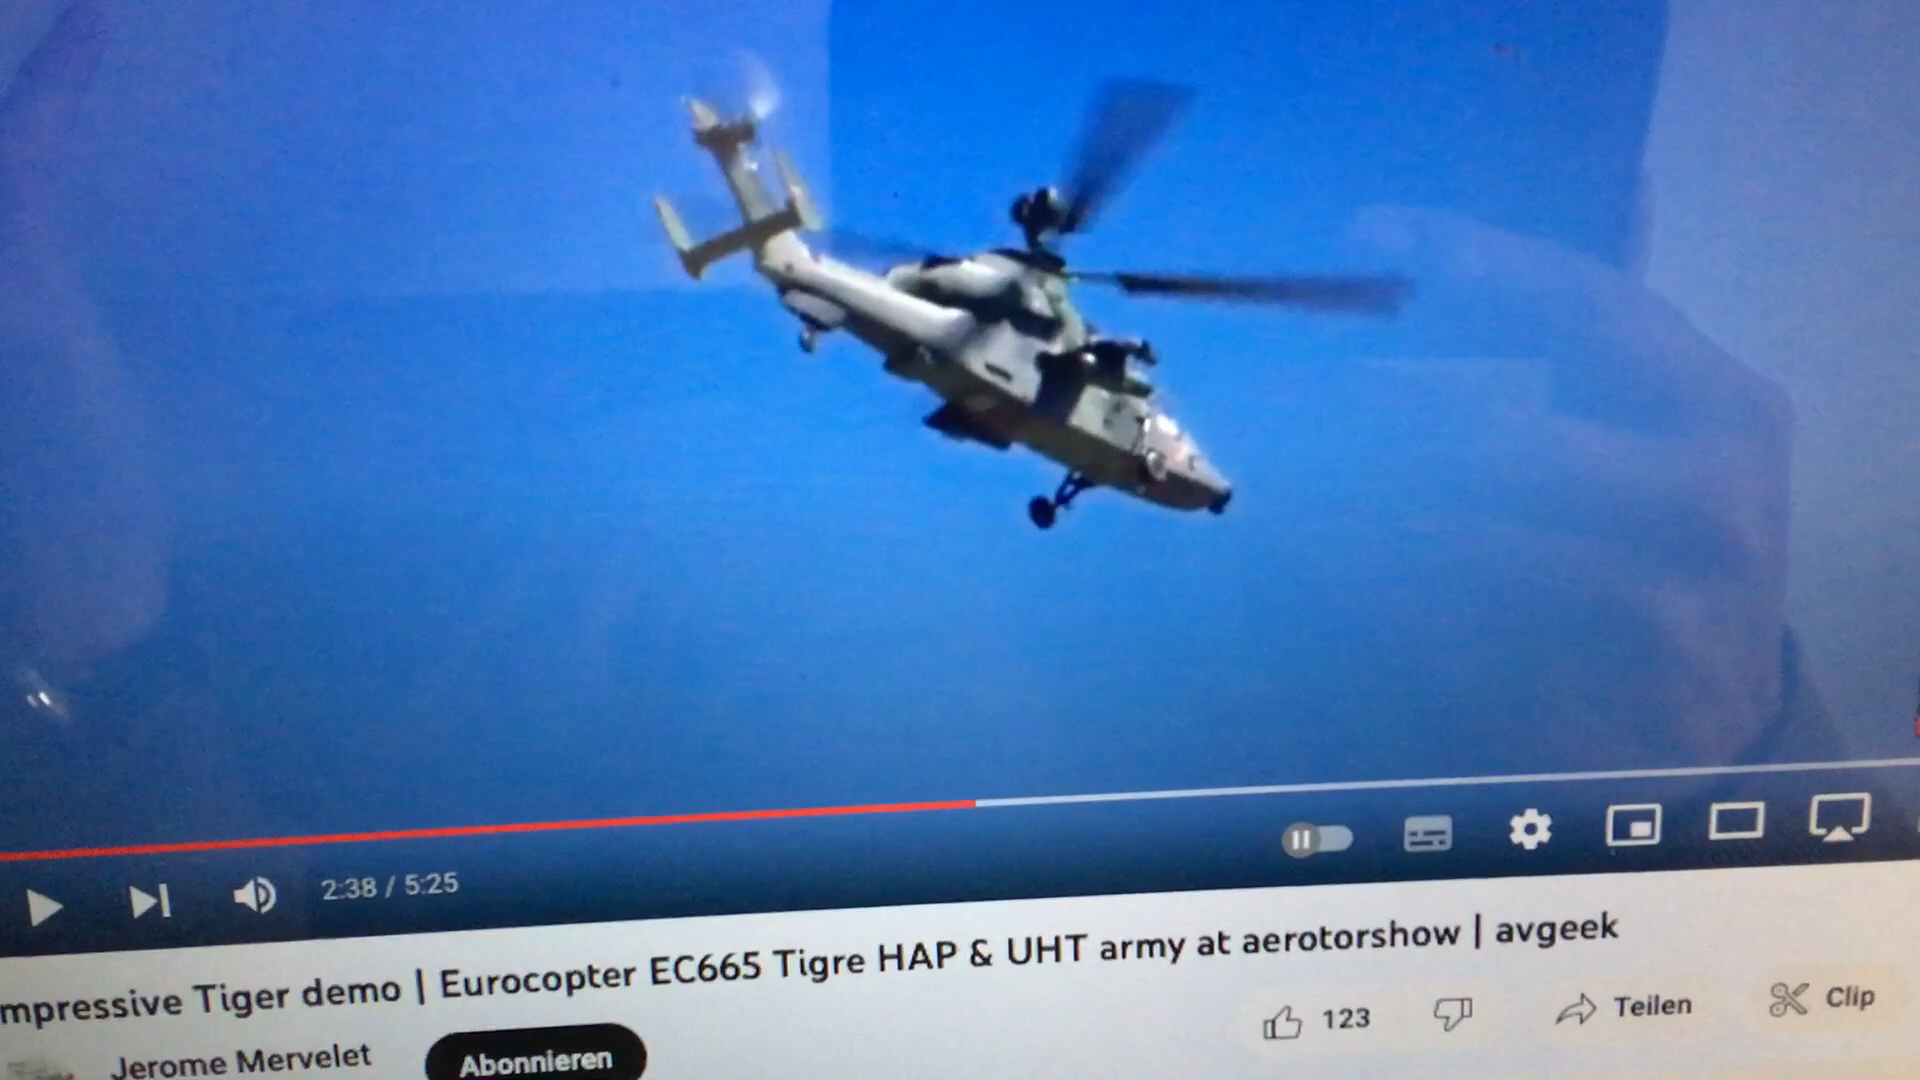 2:38 / 5:25
mpressive Tiger demo | Eurocopter EC665 Tigre HAP & UHT army at aerotorshow | avgeek
Jerome Mervelet
Abonnieren
123
Teilen
Clip